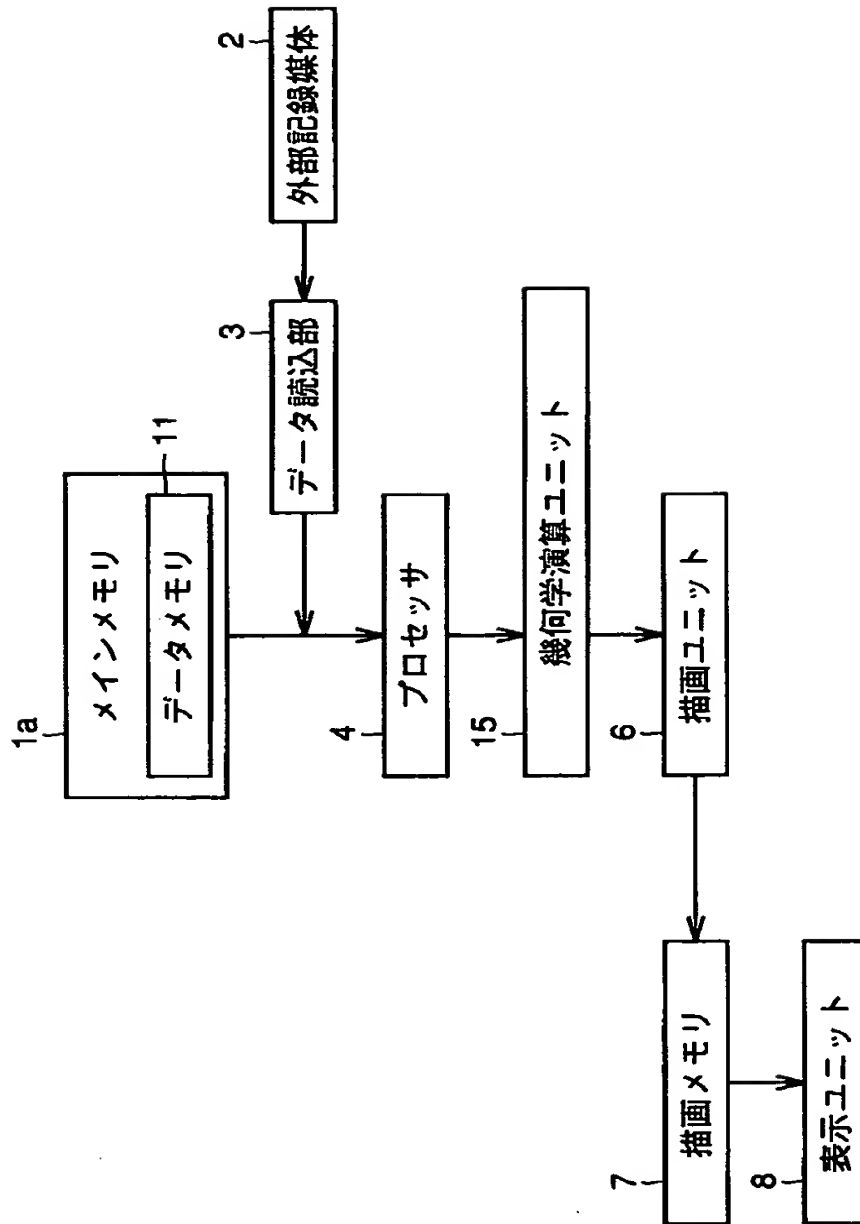 1a
メインメモリ
11
データメモリ
3
データ読込部
2
外部記録媒体
4
プロセッサ
15
幾何学演算ユニット
6
描画ユニット
7
描画メモリ
8
表示ユニット